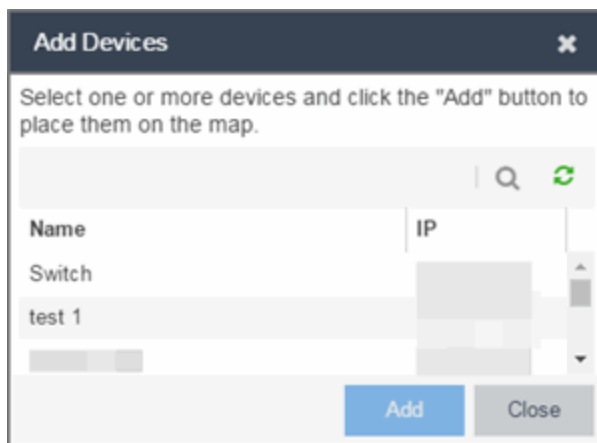 Add Devices
Select one or more devices and click the "Add" button to
place them on the map.
Name IP
Switch
test 1
Add Close